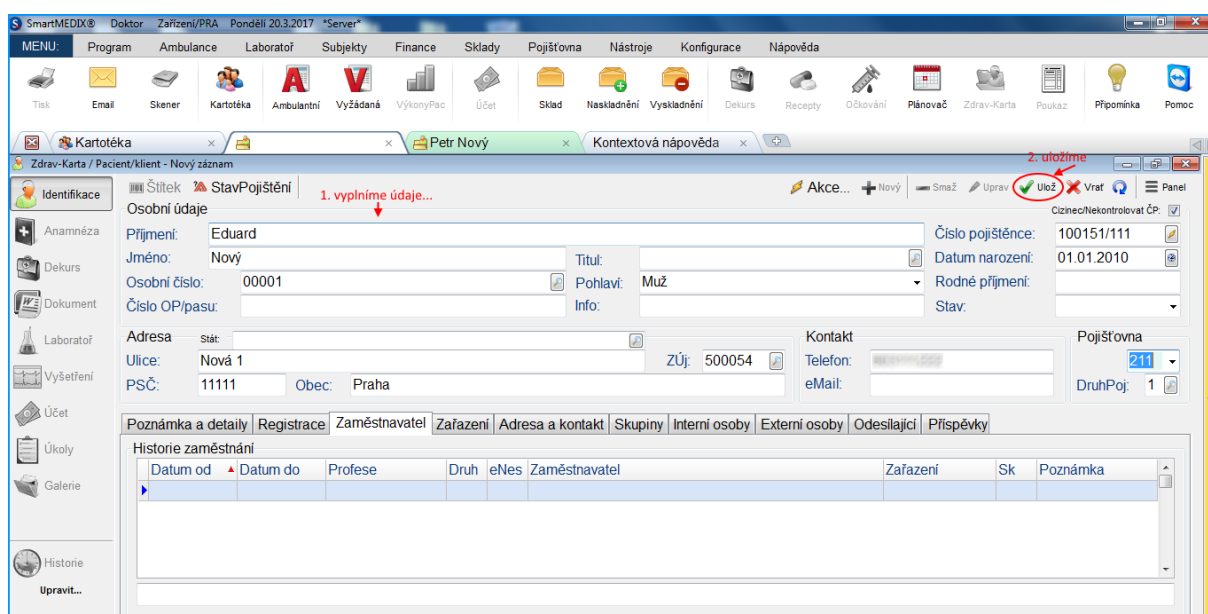 SmartMEDIX® Doktor Zařízení/PRA Pondělí 20.3.2017 *Server*
MENU: Program Ambulance Laboratoř Subjekty Finance Sklady Pojišťovna Nástroje Konfigurace Nápověda
Tisk Email Skener Kartotéka Ambulantní Vyžádaná VýkonyPac Účet Sklad Naskladnění Vyskladnění Dekurs Recepty Očkování Plánovač Zdrav-Karta Poukaz Připomínka Pomoc
Kartotéka Petr Nový Kontextová nápověda
2. uložíme
Zdrav-Karta / Pacient/klient - Nový záznam
Identifikace Štítek StavPojištění 1. vyplníme údaje... Akce... Nový Smaž Uprav Ulož Vrať Panel
Osobní údaje Cizinec/Nekontrolovat ČP:
Anamnéza Příjmení: Eduard Číslo pojištěnce: 100151/111
Jméno: Nový Titul: Datum narození: 01.01.2010
Dekurs Osobní číslo: 00001 Pohlaví: Muž Rodné příjmení:
Dokument Číslo OP/pasu: Info: Stav:
Laboratoř Adresa Stát: Kontakt Pojišťovna
Ulice: Nová 1 ZÚj: 500054 Telefon: 211
Vyšetření PSČ: 11111 Obec: Praha eMail: DruhPoj: 1
Účet Poznámka a detaily Registrace Zaměstnavatel Zařazení Adresa a kontakt Skupiny Interní osoby Externí osoby Odesílající Příspěvky
Úkoly Historie zaměstnání
Datum od Datum do Profese Druh eNes Zaměstnavatel Zařazení Sk Poznámka
Galerie
Historie
Upravit...